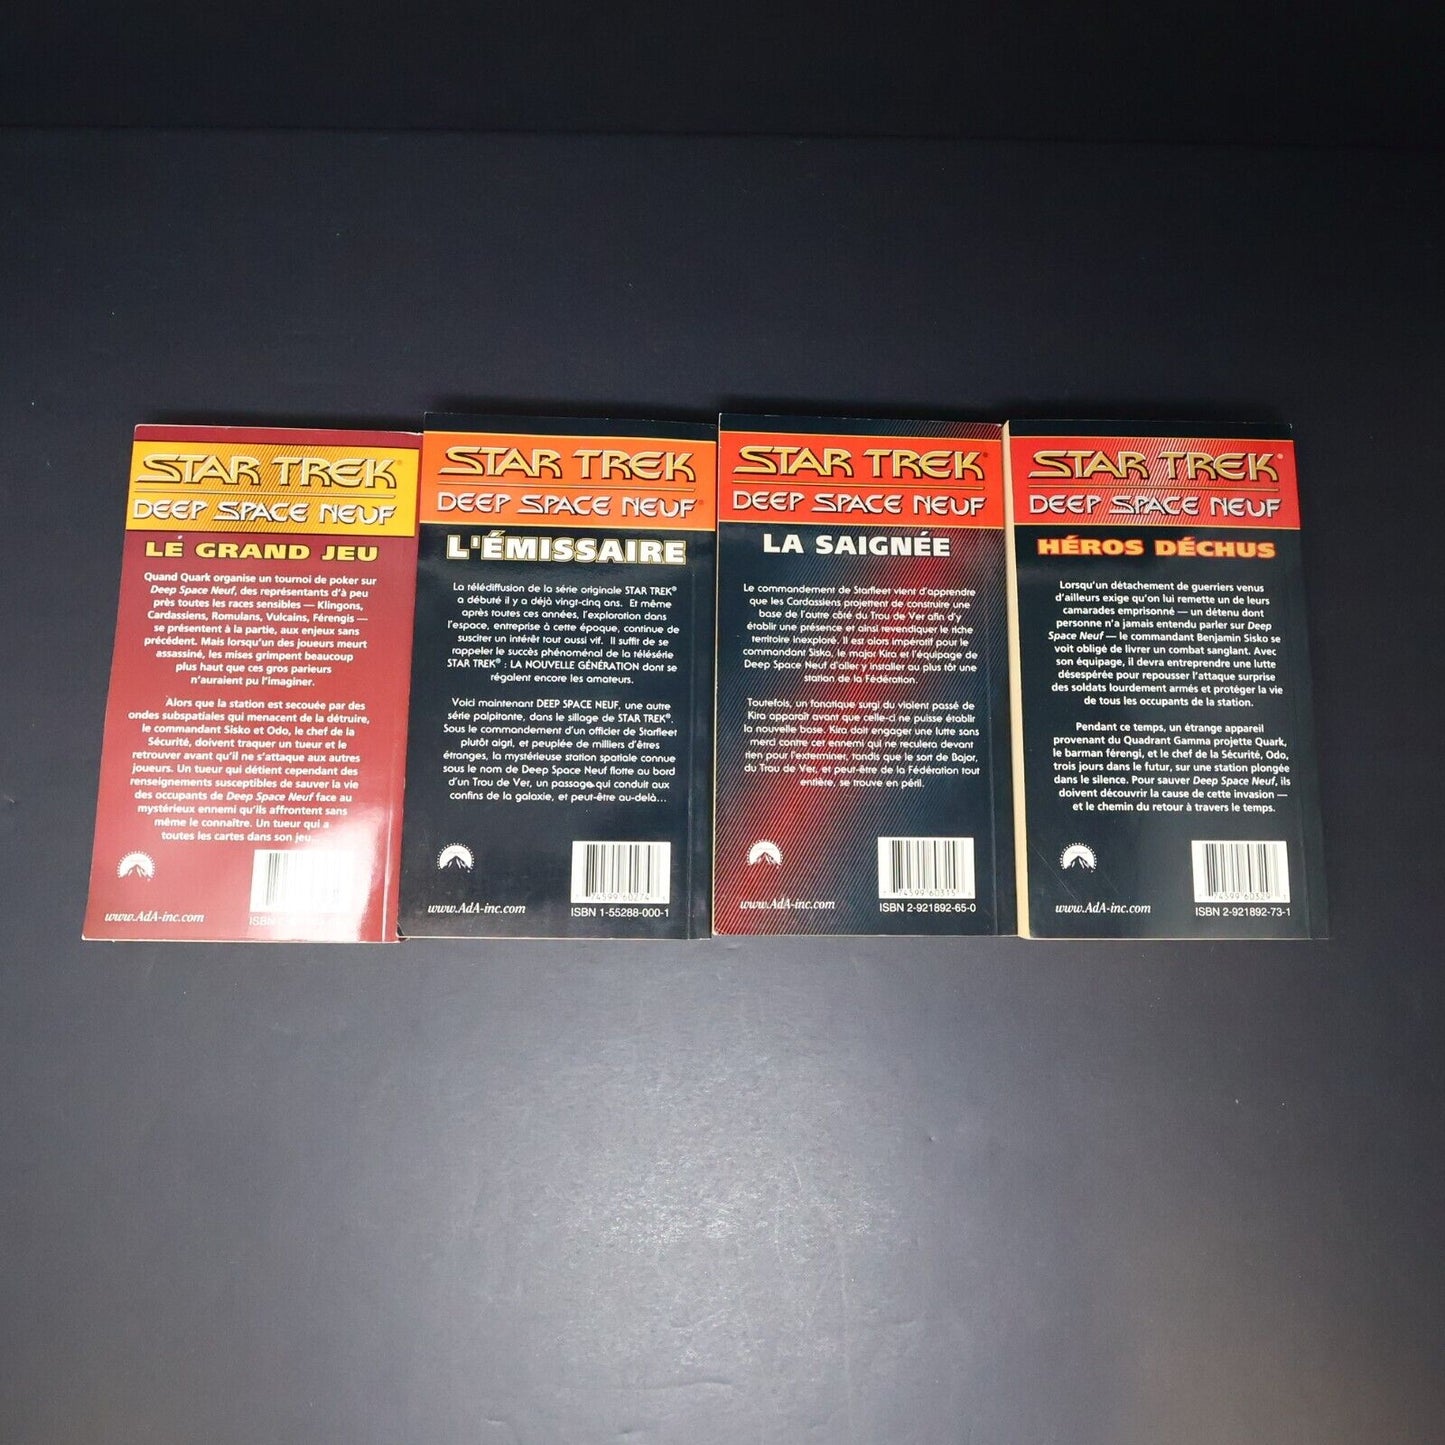 STAR TREK®
DEEP SPACE NEUF
LE GRAND JEU
Quand Quark organise un tournoi de poker sur
Deep Space Neuf, des représentants d'à peu
près toutes les races sensibles — Klingons,
Cardassiens, Romulans, Vulcains, Férengis —
se présentent à la partie, aux enjeux sans
précédent. Mais lorsqu'un des joueurs meurt
assassiné, les mises grimpent beaucoup
plus haut que ces gros parieurs
n'auraient pu l'imaginer.
Alors que la station est secouée par des
ondes subspatiales qui menacent de la détruire,
le commandant Sisko et Odo, le chef de la
Sécurité, doivent traquer un tueur et le
retrouver avant qu'il ne s'attaque aux autres
joueurs. Un tueur qui détient cependant des
renseignements susceptibles de sauver la vie
des occupants de Deep Space Neuf face au
mystérieux ennemi qu'ils affrontent sans
même le connaître. Un tueur qui a
toutes les cartes dans son jeu...
www.AdA-inc.com
ISBN
STAR TREK
DEEP SPACE NEUF®
L'ÉMISSAIRE
La télédiffusion de la série originale STAR TREK®
a débuté il y a déjà vingt-cinq ans. Et même
après toutes ces années, l'exploration dans
l'espace, entreprise à cette époque, continue de
susciter un intérêt tout aussi vif. Il suffit de se
rappeler le succès phénoménal de la télésérie
STAR TREK® : LA NOUVELLE GÉNÉRATION dont se
régalent encore les amateurs.
Voici maintenant DEEP SPACE NEUF, une autre
série palpitante, dans le sillage de STAR TREK®.
Sous le commandement d'un officier de Starfleet
plutôt aigri, et peuplée de milliers d'êtres
étranges, la mystérieuse station spatiale connue
sous le nom de Deep Space Neuf flotte au bord
d'un Trou de Ver, un passage qui conduit aux
confins de la galaxie, et peut-être au-delà...
74599 60274
www.AdA-inc.com
ISBN 1-55288-000-1
STAR TREK®
DEEP SPACE NEUF
LA SAIGNÉE
Le commandement de Starfleet vient d'apprendre
que les Cardassiens projettent de construire une
base de l'autre côté du Trou de Ver afin d'y
établir une présence et ainsi revendiquer le riche
territoire inexploré. Il est alors impératif pour le
commandant Sisko, le major Kira et l'équipage de
Deep Space Neuf d'aller y installer au plus tôt une
station de la Fédération.
Toutefois, un fanatique surgi du violent passé de
Kira apparaît avant que celle-ci ne puisse établir
la nouvelle base. Kira doit engager une lutte sans
merci contre cet ennemi qui ne reculera devant
rien pour l'exterminer, tandis que le sort de Bajor,
du Trou de Ver, et peut-être de la Fédération tout
entière, se trouve en péril.
74599 60315
www.AdA-inc.com
ISBN 2-921892-65-0
STAR TREK®
DEEP SPACE NEUF
HÉROS DÉCHUS
Lorsqu'un détachement de guerriers venus
d'ailleurs exige qu'on lui remette un de leurs
camarades emprisonné — un détenu dont
personne n'a jamais entendu parler sur Deep
Space Neuf — le commandant Benjamin Sisko se
voit obligé de livrer un combat sanglant. Avec
son équipage, il devra entreprendre une lutte
désespérée pour repousser l'attaque surprise
des soldats lourdement armés et protéger la vie
de tous les occupants de la station.
Pendant ce temps, un étrange appareil
provenant du Quadrant Gamma projette Quark,
le barman férengi, et le chef de la Sécurité, Odo,
trois jours dans le futur, sur une station plongée
dans le silence. Pour sauver Deep Space Neuf, ils
doivent découvrir la cause de cette invasion —
et le chemin du retour à travers le temps.
74599 60329
www.AdA-inc.com
ISBN 2-921892-73-1